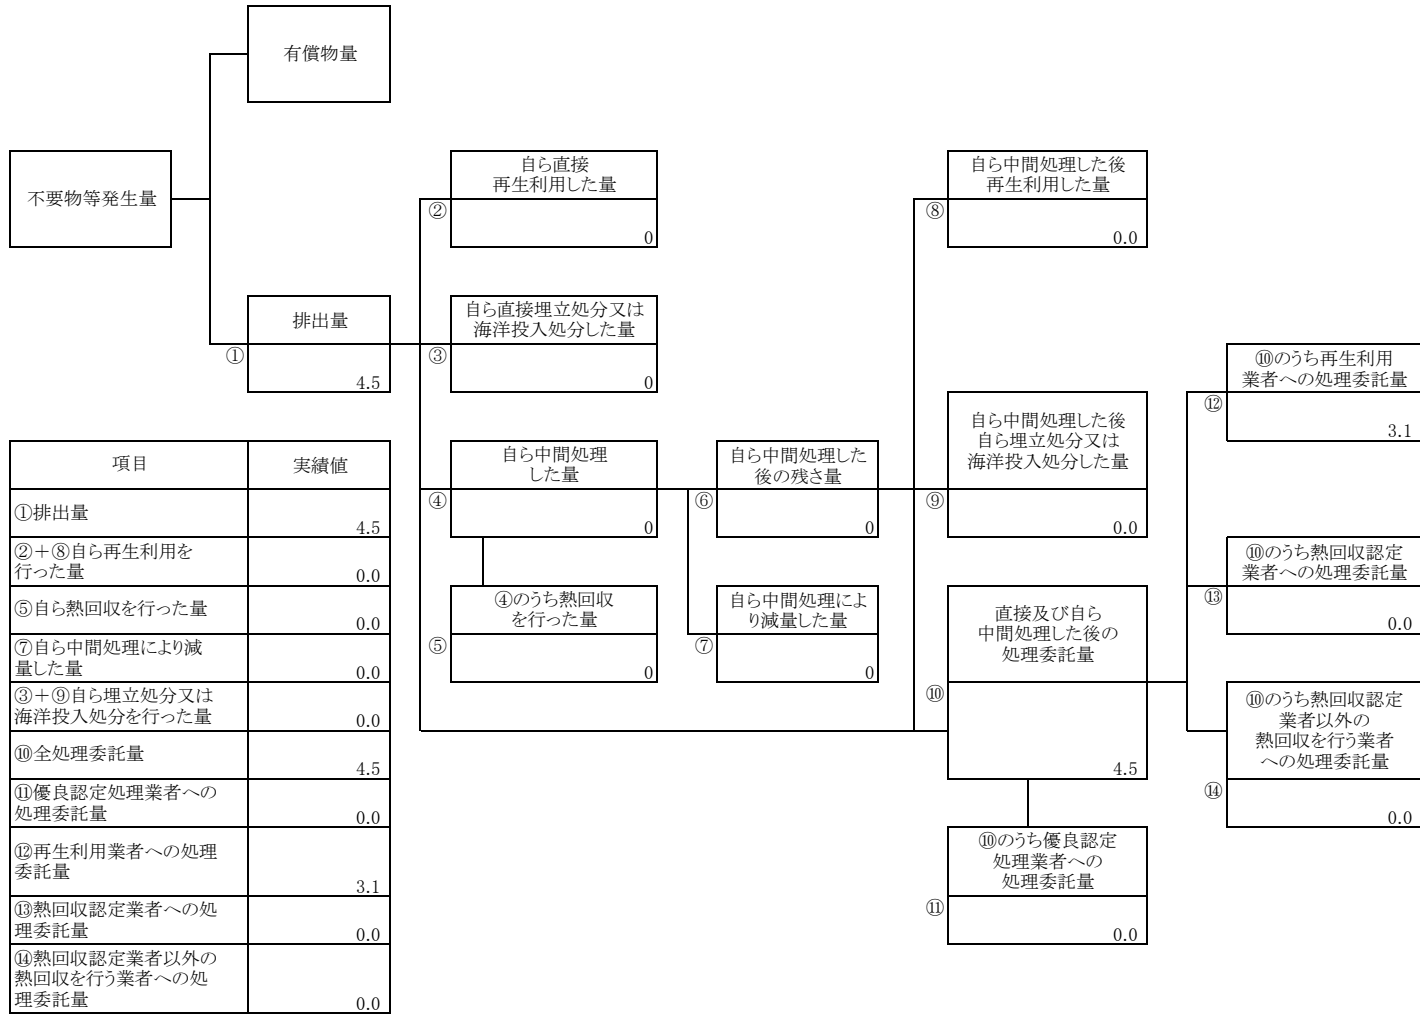 有償物量
不要物等発生量
排出量
①
4.5
自ら直接
再生利用した量
②
0
自ら直接埋立処分又は
海洋投入処分した量
③
0
自ら中間処理
した量
④
0
④のうち熱回収
を行った量
⑤
0
自ら中間処理した
後の残さ量
⑥
0
自ら中間処理によ
り減量した量
⑦
0
自ら中間処理した後
再生利用した量
⑧
0.0
自ら中間処理した後
自ら埋立処分又は
海洋投入処分した量
⑨
0.0
直接及び自ら
中間処理した後の
処理委託量
⑩
4.5
⑩のうち優良認定
処理業者への
処理委託量
⑪
0.0
⑩のうち再生利用
業者への処理委託量
⑫
3.1
⑩のうち熱回収認定
業者への処理委託量
⑬
0.0
⑩のうち熱回収認定
業者以外の
熱回収を行う業者
への処理委託量
⑭
0.0
項目 実績値
①排出量
4.5
②＋⑧自ら再生利用を
行った量
0.0
⑤自ら熱回収を行った量
0.0
⑦自ら中間処理により減
量した量
0.0
③＋⑨自ら埋立処分又は
海洋投入処分を行った量
0.0
⑩全処理委託量
4.5
⑪優良認定処理業者への
処理委託量
0.0
⑫再生利用業者への処理
委託量
3.1
⑬熱回収認定業者への処
理委託量
0.0
⑭熱回収認定業者以外の
熱回収を行う業者への処
理委託量
0.0